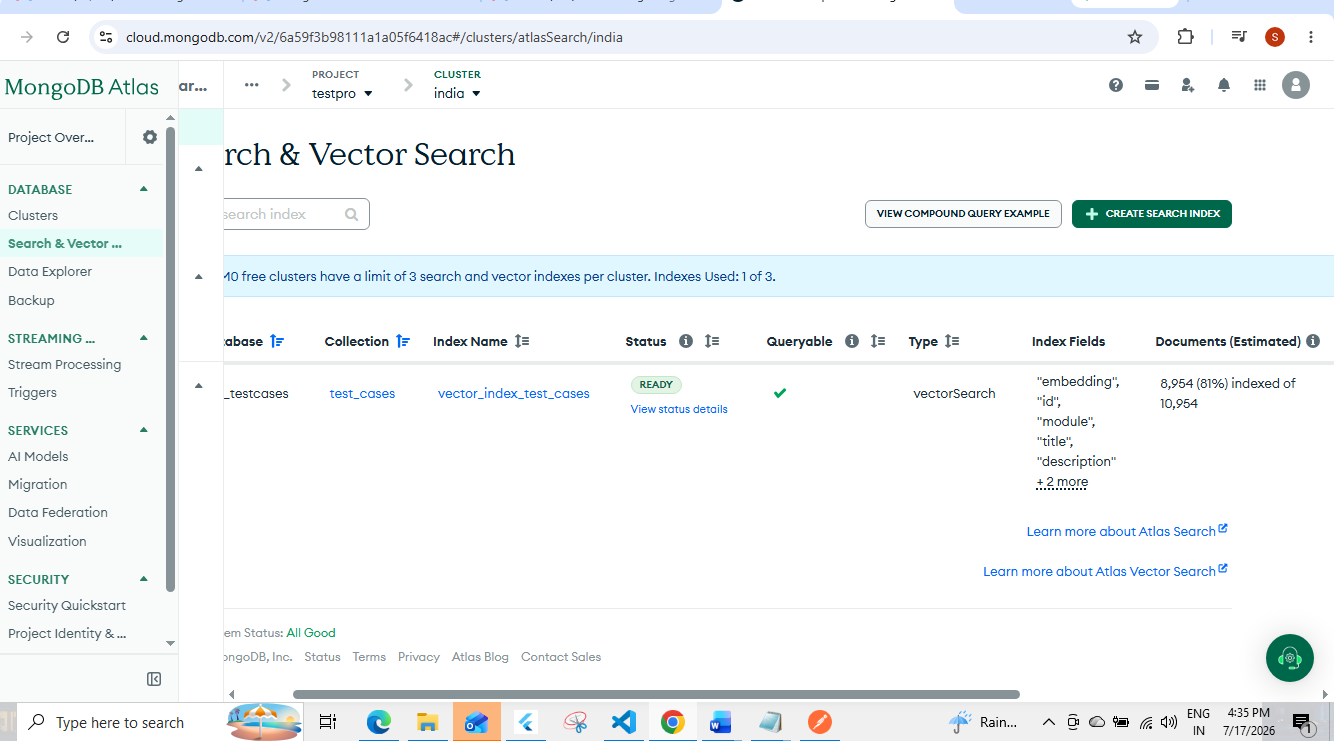 cloud.mongodb.com/v2/6a59f3b98111a1a05f6418ac#/clusters/atlasSearch/india
S
MongoDB Atlas
ar...
...
PROJECT
testpro
CLUSTER
india
Project Over...
rch & Vector Search
DATABASE
Clusters
Search & Vector ...
Data Explorer
Backup
search index
VIEW COMPOUND QUERY EXAMPLE
CREATE SEARCH INDEX
M0 free clusters have a limit of 3 search and vector indexes per cluster. Indexes Used: 1 of 3.
STREAMING ...
Stream Processing
Triggers
abase
Collection
Index Name
Status
Queryable
Type
Index Fields
Documents (Estimated)
_testcases
test_cases
vector_index_test_cases
READY
View status details
vectorSearch
"embedding",
"id",
"module",
"title",
"description"
+ 2 more
8,954 (81%) indexed of
10,954
SERVICES
AI Models
Migration
Data Federation
Visualization
Learn more about Atlas Search
Learn more about Atlas Vector Search
SECURITY
Security Quickstart
Project Identity & ...
em Status: All Good
ongoDB, Inc.
Status
Terms
Privacy
Atlas Blog
Contact Sales
Type here to search
Rain...
ENG
IN
4:35 PM
7/17/2026
1